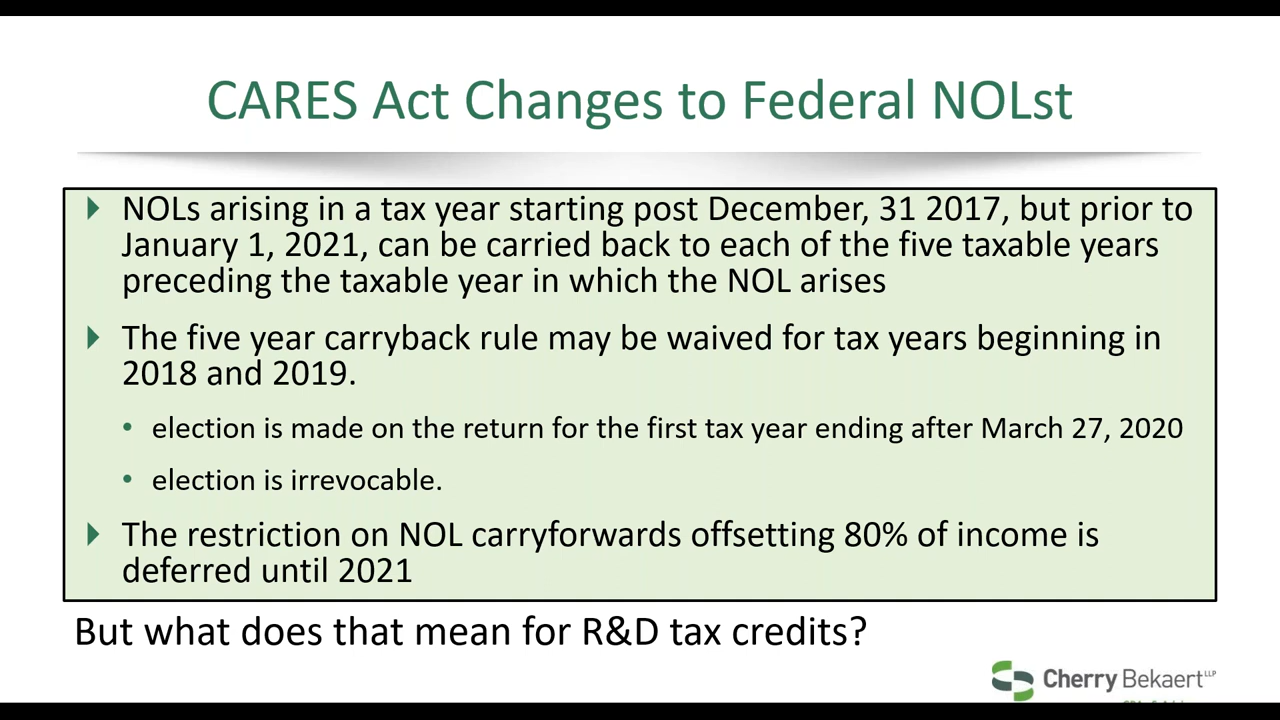 CARES Act Changes to Federal NOLst
NOLs arising in a tax year starting post December, 31 2017, but prior to
January 1, 2021, can be carried back to each of the five taxable years
preceding the taxable year in which the NOL arises
The five year carryback rule may be waived for tax years beginning in
2018 and 2019.
election is made on the return for the first tax year ending after March 27, 2020
election is irrevocable.
The restriction on NOL carryforwards offsetting 80% of income is
deferred until 2021
But what does that mean for R&D tax credits?
Cherry Bekaert LLP